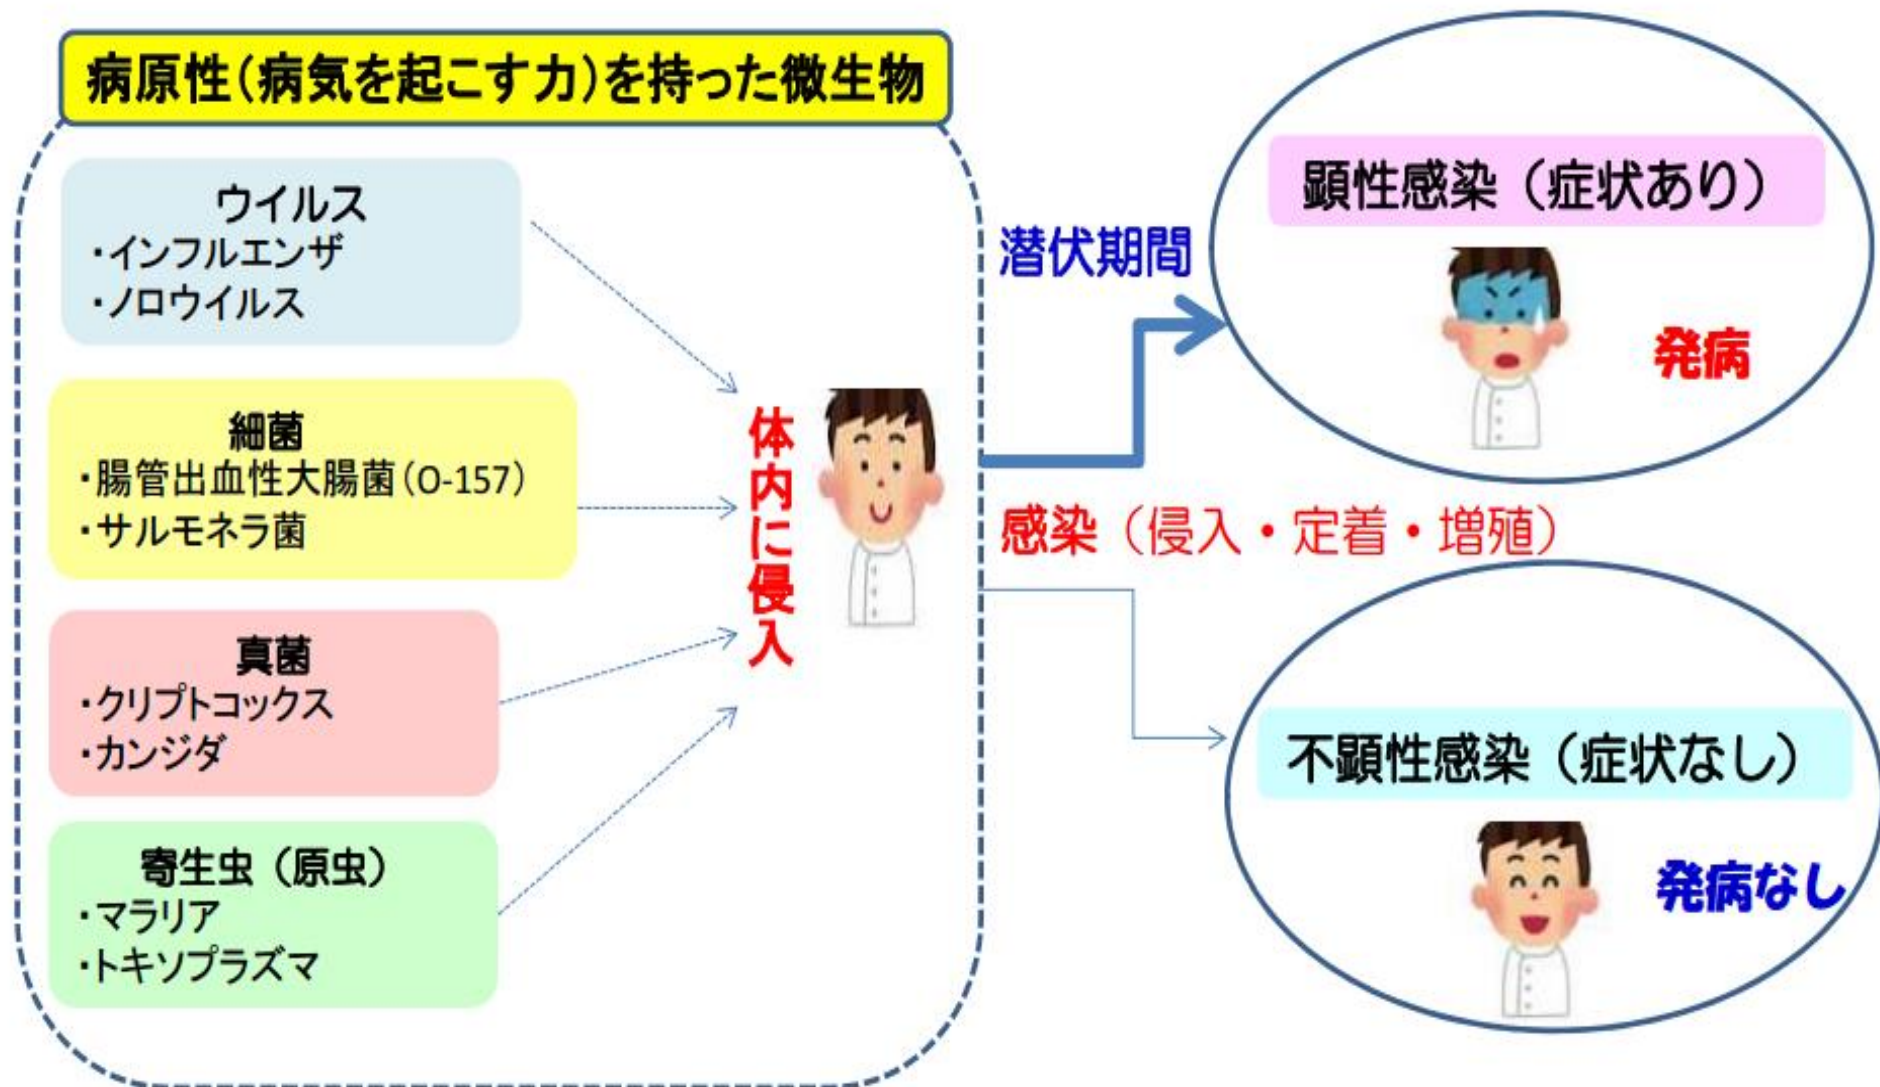 病原性(病気を起こす力)を持った微生物
ウイルス
・インフルエンザ
・ノロウイルス
細菌
・腸管出血性大腸菌(O-157)
・サルモネラ菌
真菌
・クリプトコックス
・カンジダ
寄生虫（原虫）
・マラリア
・トキソプラズマ
体内に侵入
潜伏期間
感染（侵入・定着・増殖）
顕性感染（症状あり）
発病
不顕性感染（症状なし）
発病なし